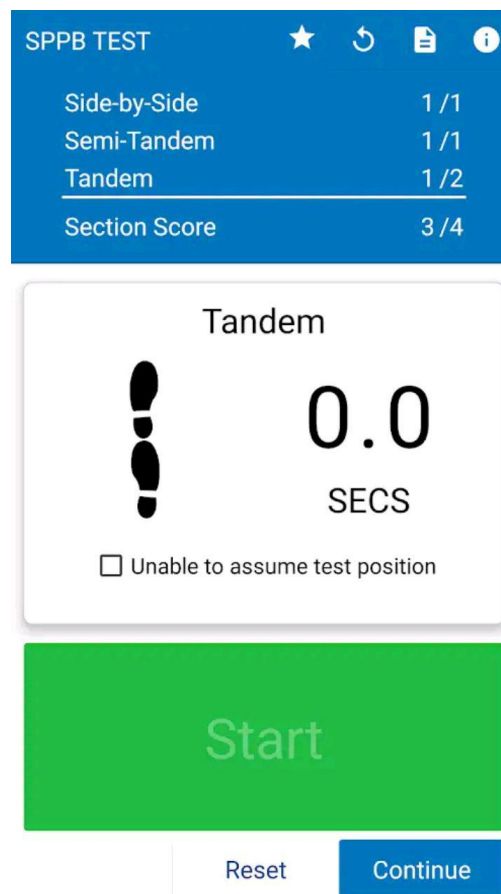 SPPB TEST
Side-by-Side 1 /1
Semi-Tandem 1/1
Tandem 1 /2
Section Score 3 /4
Tandem
0.0
SECS
Unable to assume test position
Start
Reset Continue